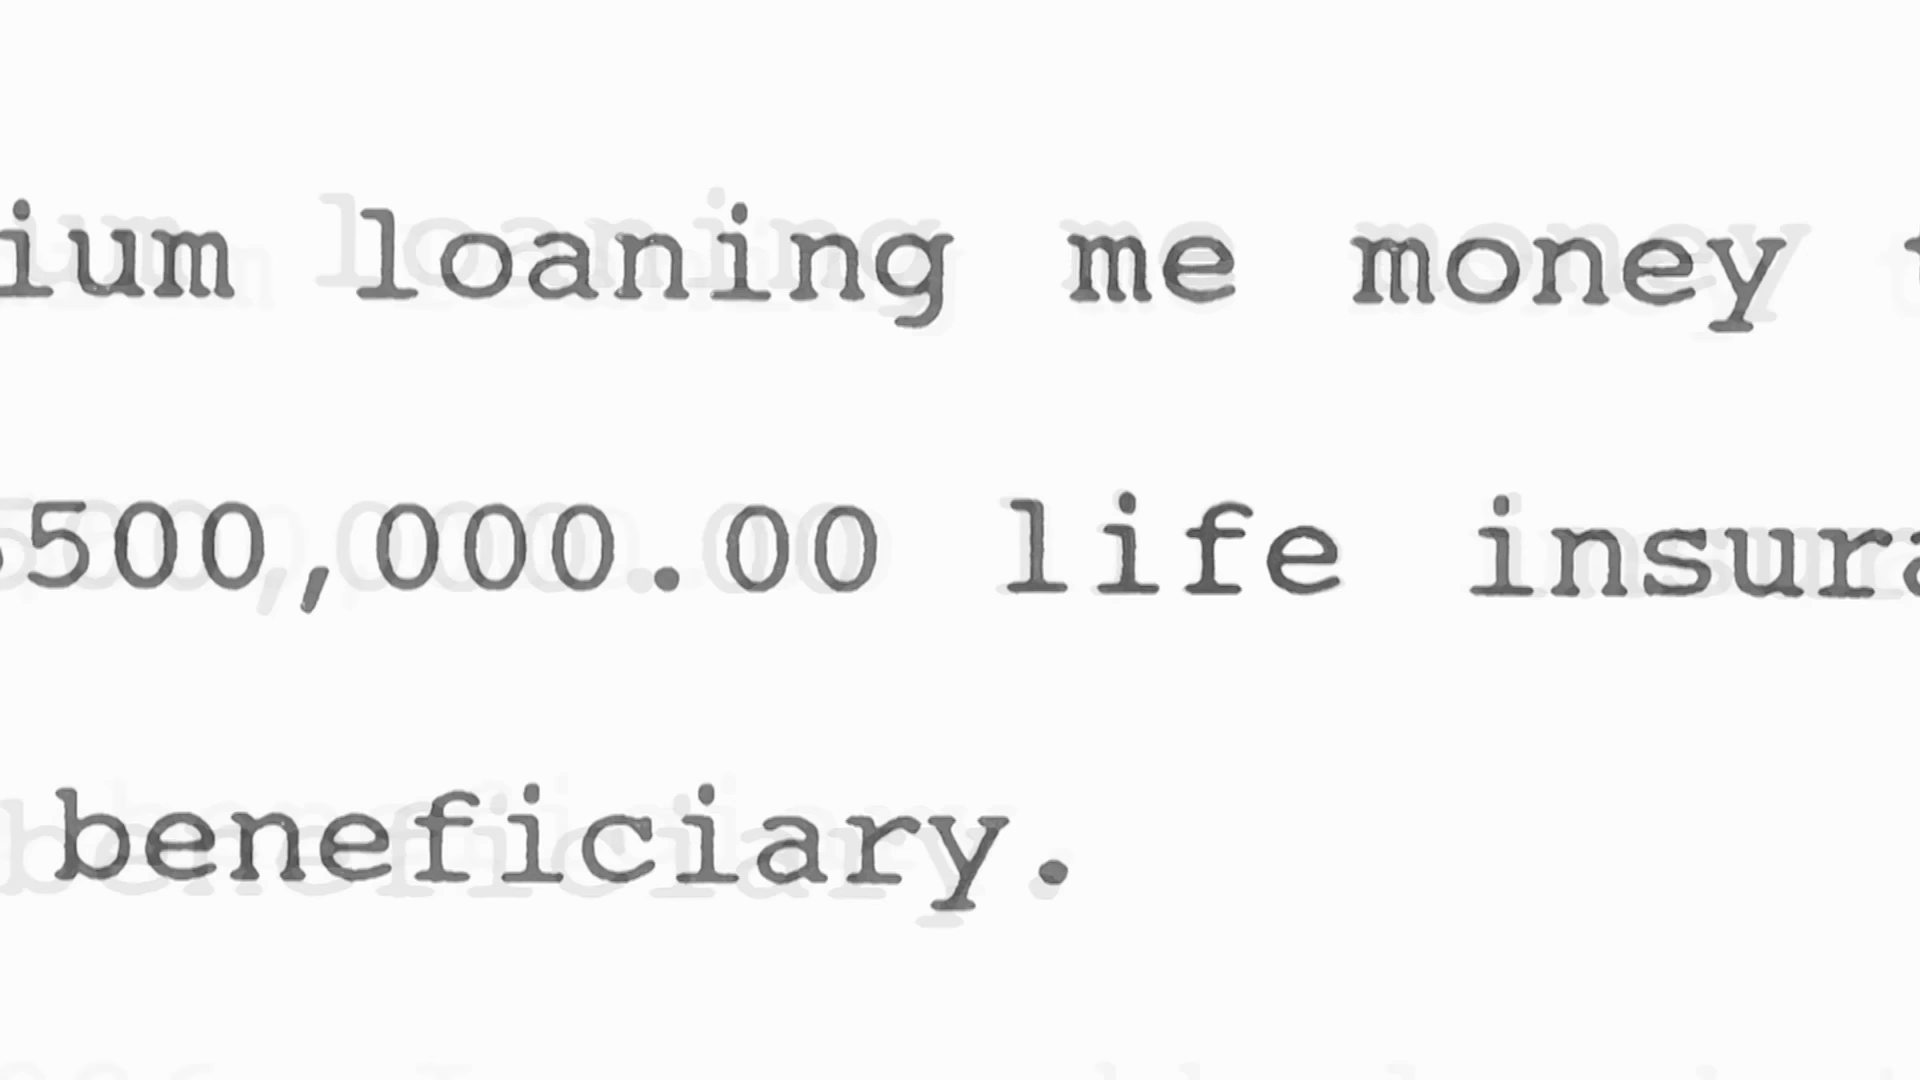 ium loaning me money
500,000.00 life insura
beneficiary.